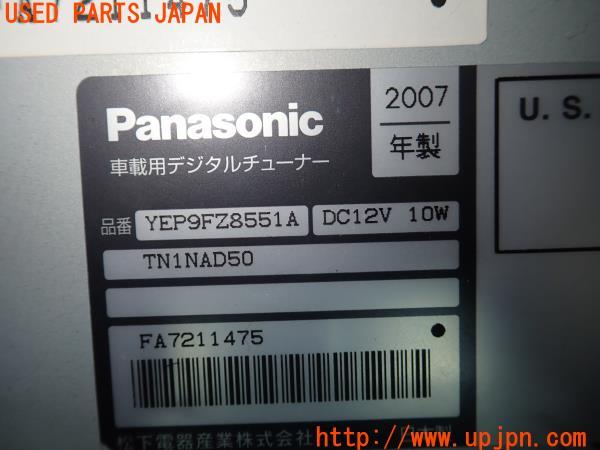 USED PARTS JAPAN
Panasonic
車載用デジタルチューナー
2007
年製
U. S.
品番 YEP9FZ8551A DC12V 10W
TN1NAD50
FA7211475
松下電器産業株式会社
http://www.upjpn.com